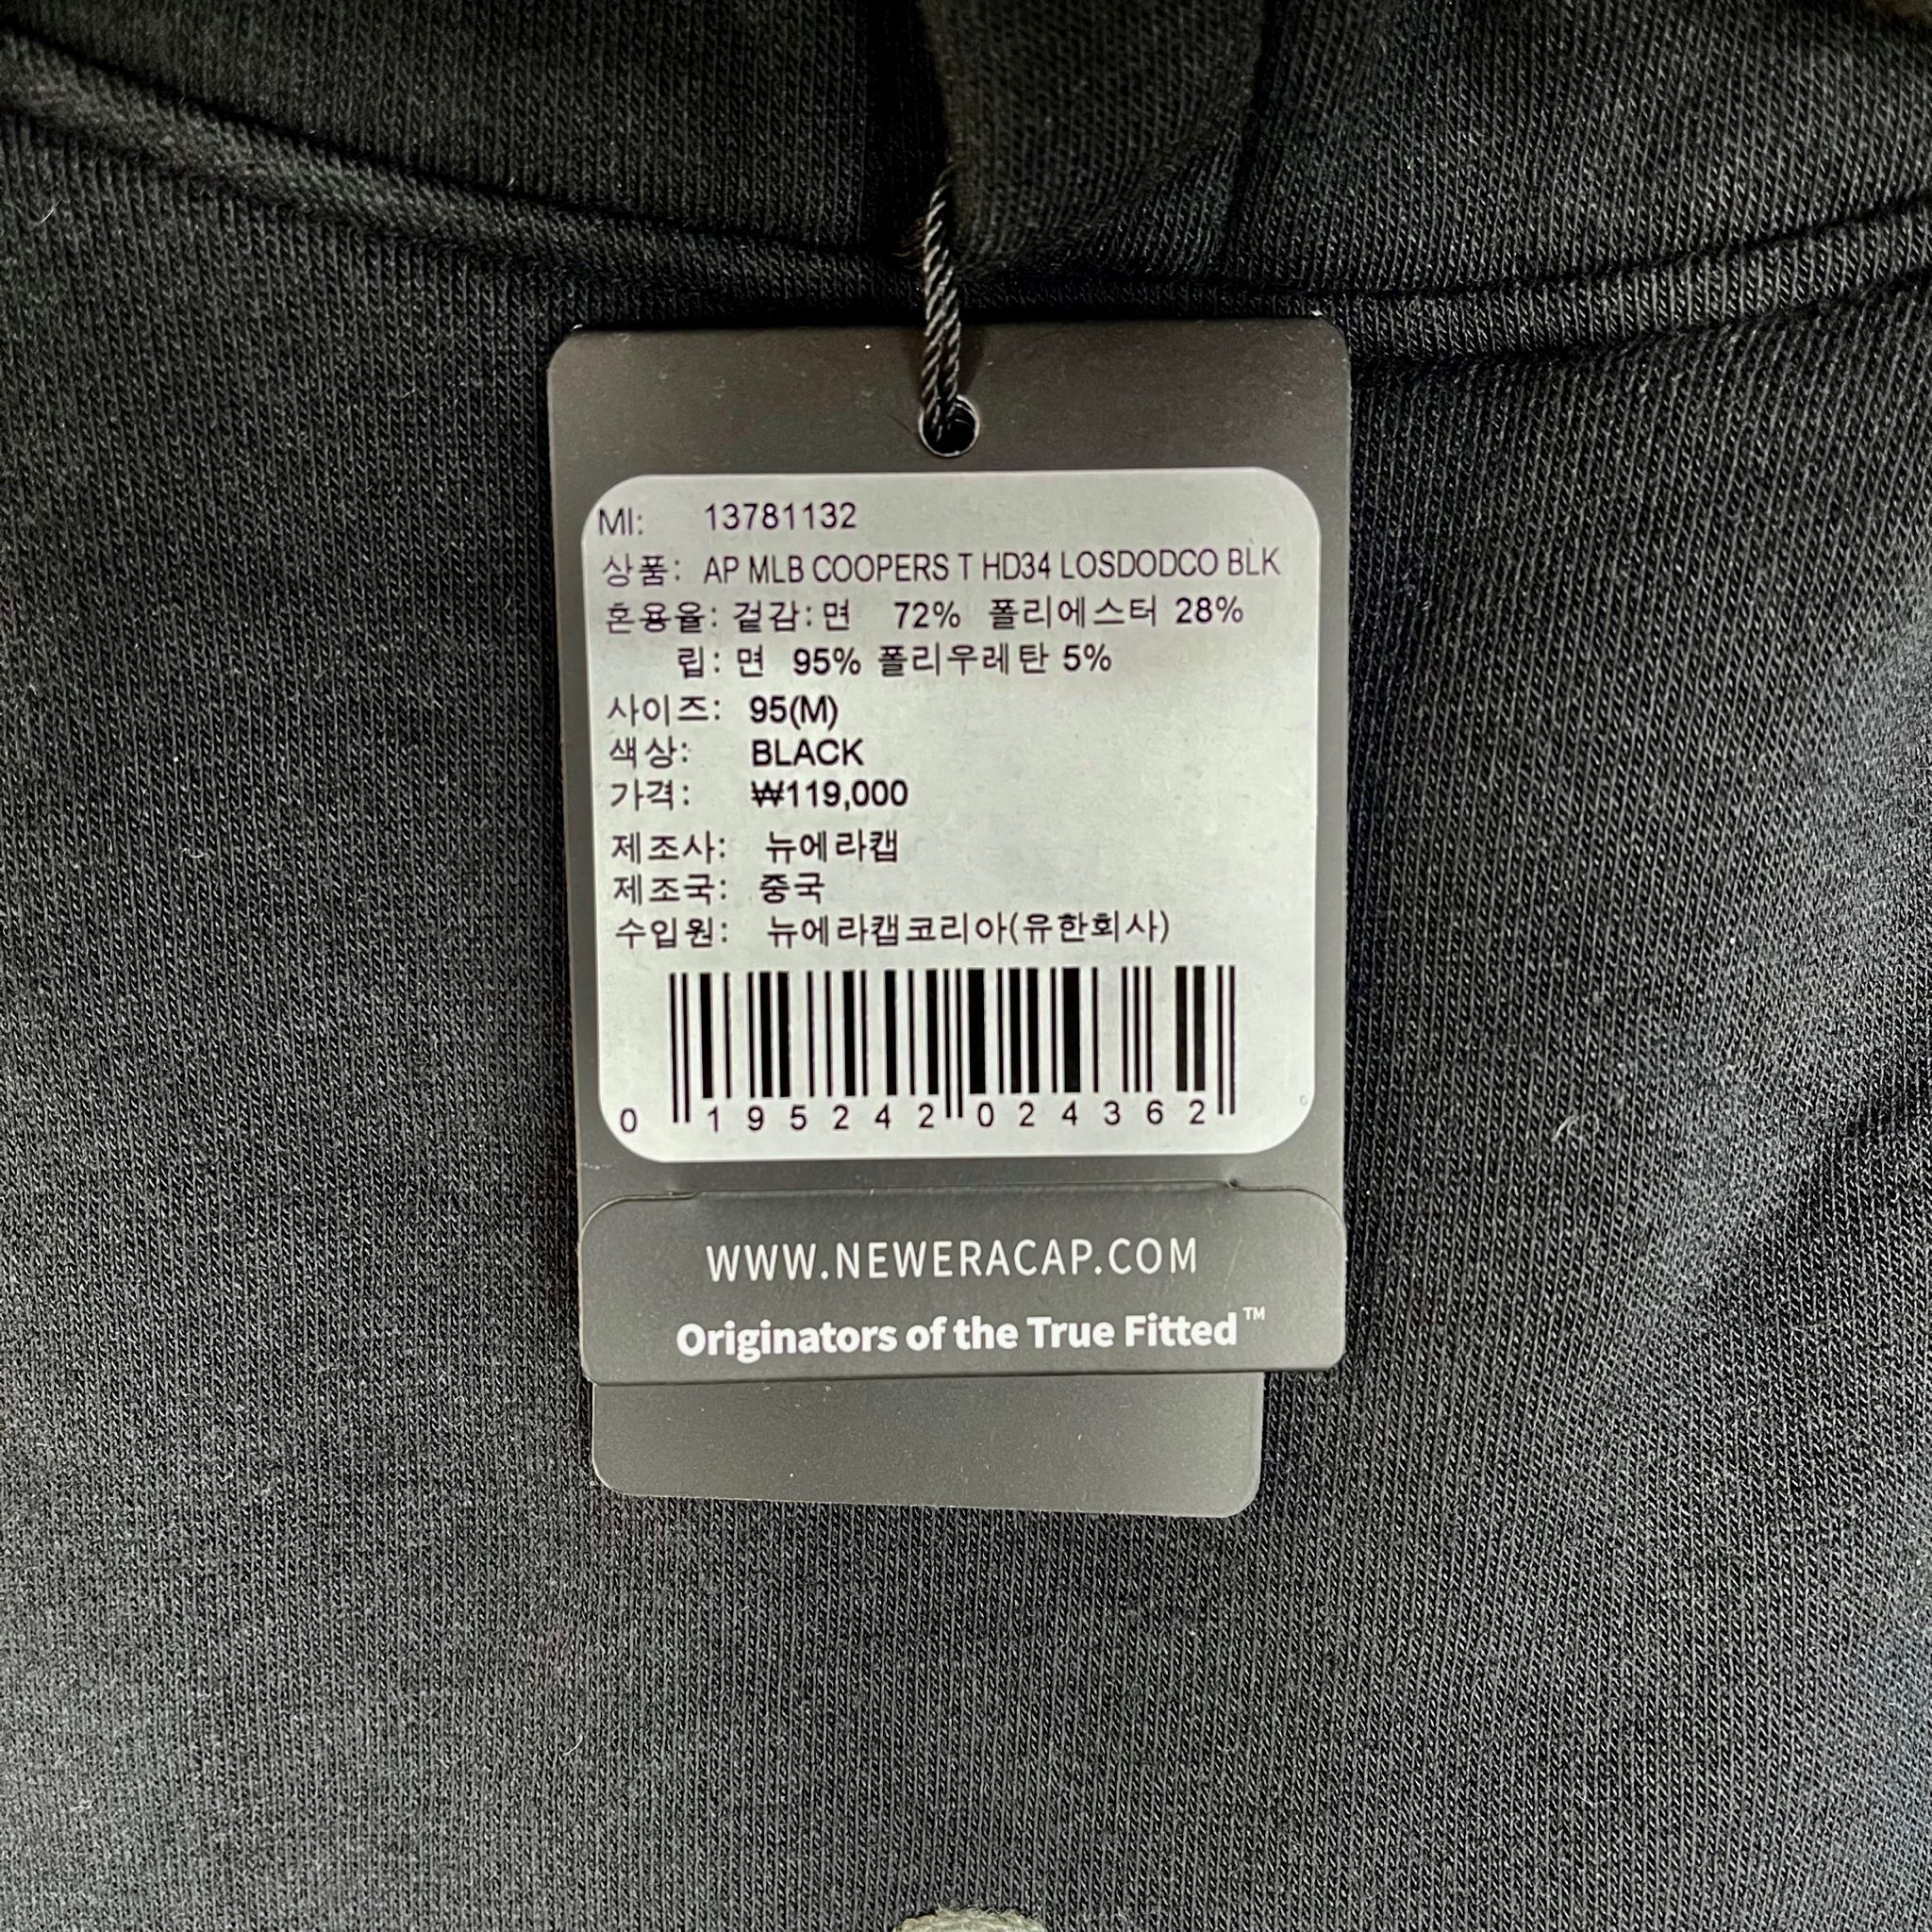 MI: 13781132
상품: AP MLB COOPERS T HD34 LOSDODCO BLK
혼용율: 겉감: 면 72% 폴리에스터 28%
립: 면 95% 폴리우레탄 5%
사이즈: 95(M)
색상: BLACK
가격: ₩119,000
제조사: 뉴에라캡
제조국: 중국
수입원: 뉴에라캡코리아(유한회사)
0 195242 024362
WWW.NEWERACAP.COM
Originators of the True Fitted™